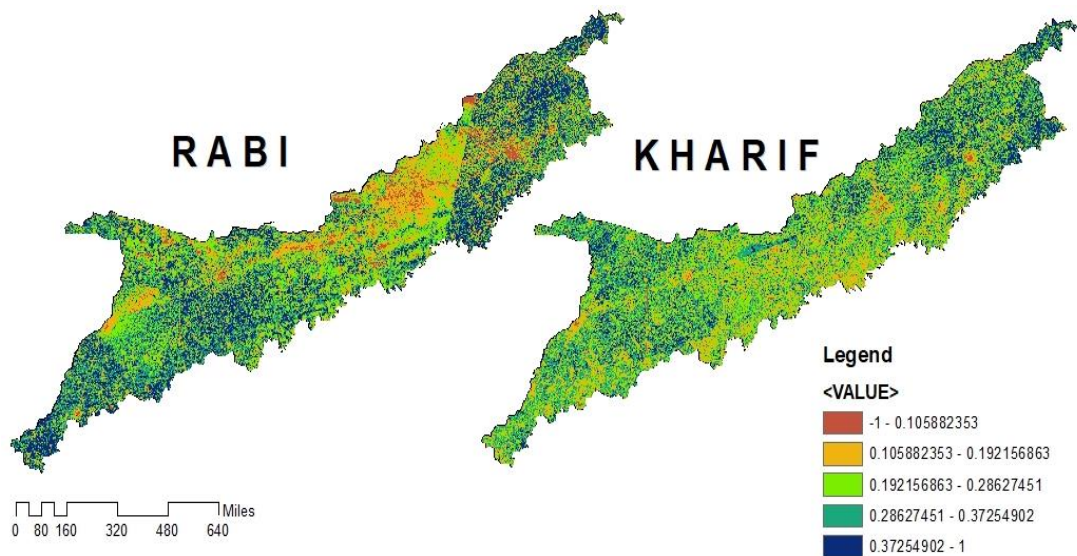 RABI
KHARIF
Legend
<VALUE>
-1 - 0.105882353
0.105882353 - 0.192156863
0.192156863 - 0.28627451
0.28627451 - 0.37254902
0.37254902 - 1
Miles
0 80 160 320 480 640